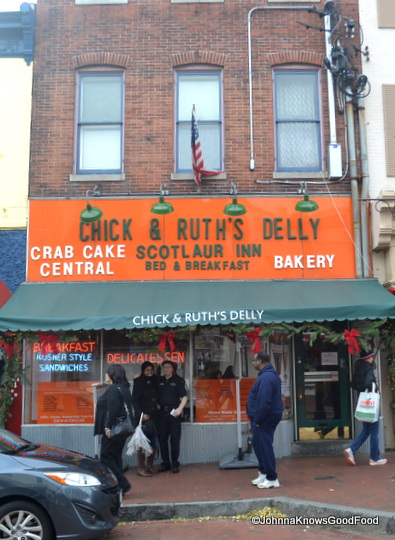 CHICK & RUTH'S DELLY
CRAB CAKE
CENTRAL
SCOTLAUR INN
BED & BREAKFAST
BAKERY
CHICK & RUTH'S DELLY
BREAKFAST
KOSHER STYLE
SANDWICHES
DELICATESSEN
©JohnnaKnowsGoodFood